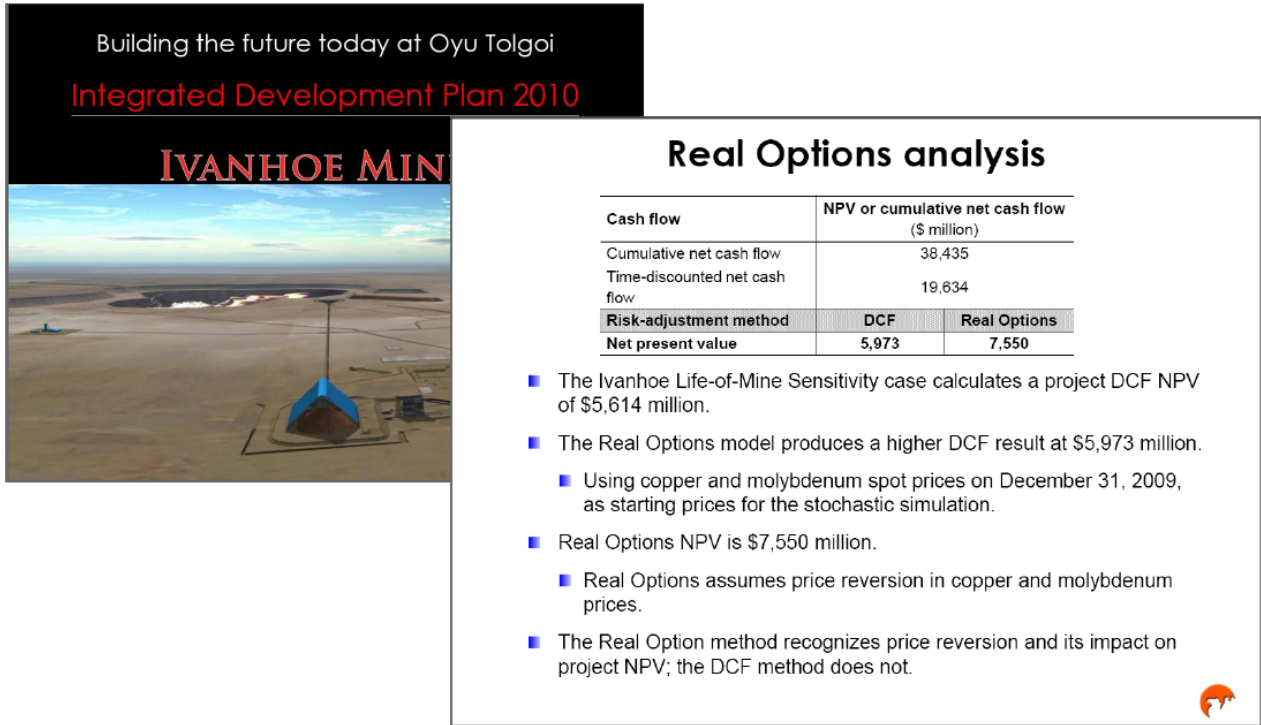 Building the future today at Oyu Tolgoi
Integrated Development Plan 2010
IVANHOE MIN
Real Options analysis
Cash flow
NPV or cumulative net cash flow
($ million)
Cumulative net cash flow 38,435
Time-discounted net cash
flow 19,634
Risk-adjustment method DCF Real Options
Net present value 5,973 7,550
The Ivanhoe Life-of-Mine Sensitivity case calculates a project DCF NPV
of $5,614 million.
The Real Options model produces a higher DCF result at $5,973 million.
Using copper and molybdenum spot prices on December 31, 2009,
as starting prices for the stochastic simulation.
Real Options NPV is $7,550 million.
Real Options assumes price reversion in copper and molybdenum
prices.
The Real Option method recognizes price reversion and its impact on
project NPV; the DCF method does not.